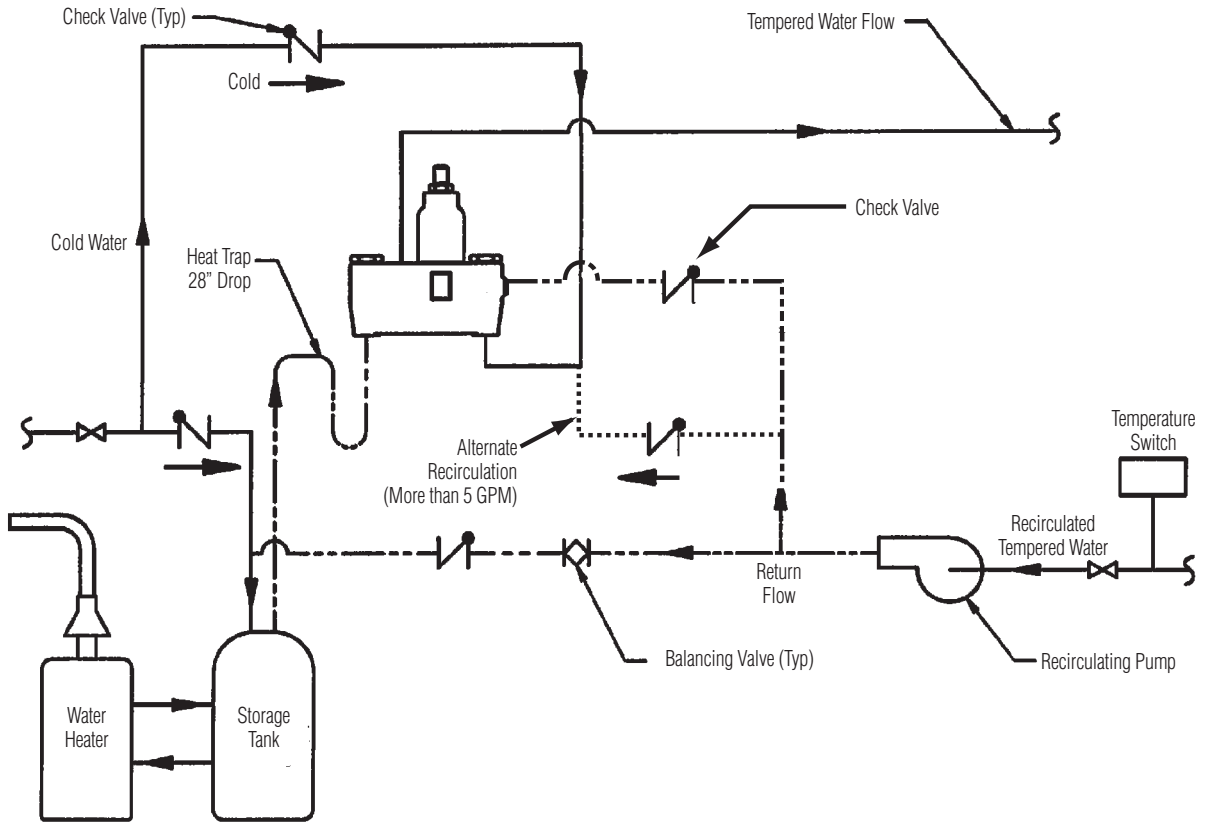 Check Valve (Typ)
Tempered Water Flow
Cold
Check Valve
Cold Water
Heat Trap
28" Drop
Alternate
Recirculation
(More than 5 GPM)
Temperature
Switch
Recirculated
Tempered Water
Return
Flow
Balancing Valve (Typ)
Recirculating Pump
Water
Heater
Storage
Tank